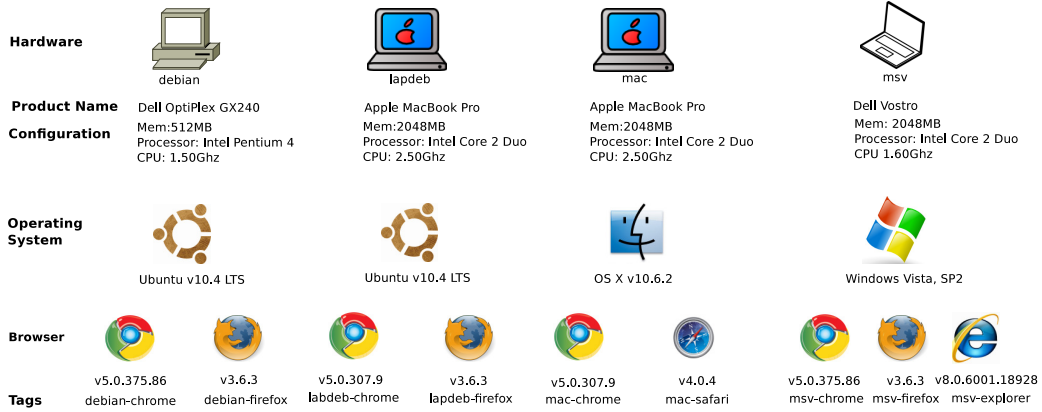 Hardware
debian
lapdeb
mac
msv
Product Name
Dell OptiPlex GX240
Apple MacBook Pro
Apple MacBook Pro
Dell Vostro
Configuration
Mem:512MB
Processor: Intel Pentium 4
CPU: 1.50Ghz
Mem:2048MB
Processor: Intel Core 2 Duo
CPU: 2.50Ghz
Mem:2048MB
Processor: Intel Core 2 Duo
CPU: 2.50Ghz
Mem: 2048MB
Processor: Intel Core 2 Duo
CPU 1.60Ghz
Operating
System
Ubuntu v10.4 LTS
Ubuntu v10.4 LTS
OS X v10.6.2
Windows Vista, SP2
Browser
v5.0.375.86
v3.6.3
v5.0.307.9
v3.6.3
v5.0.307.9
v4.0.4
v5.0.375.86
v3.6.3
v8.0.6001.18928
Tags
debian-chrome
debian-firefox
labdeb-chrome
lapdeb-firefox
mac-chrome
mac-safari
msv-chrome
msv-firefox
msv-explorer